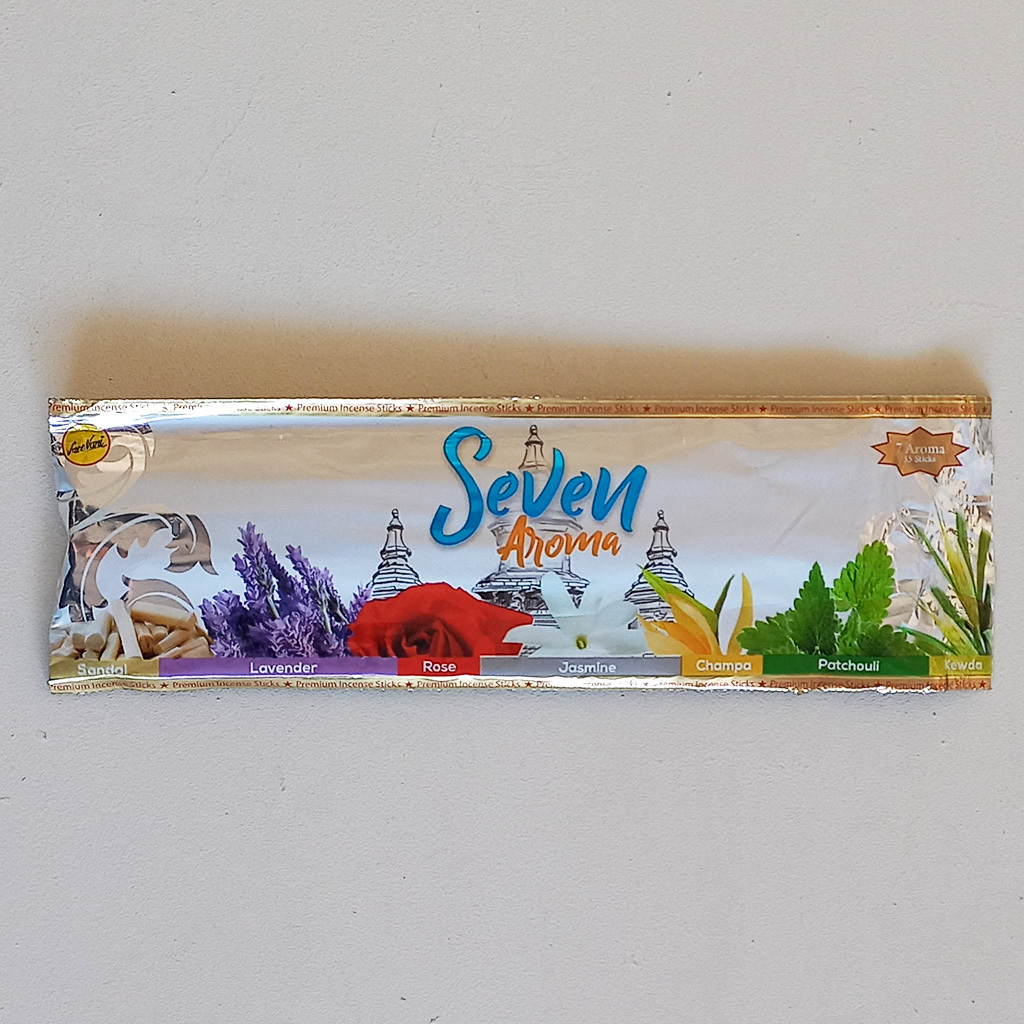 Premium Incense Sticks ★ Premium Incense Sticks ★ Premium Incense Sticks ★ Premium Incense Sticks ★ Premium Incense Sticks ★ Premium Incense Sticks
7 Aroma
35 Sticks
Seven
Aroma
Sandal Lavender Rose Jasmine Champa Patchouli Kewda
Premium Incense Sticks ★ Premium Incense Sticks ★ Premium Incense Sticks